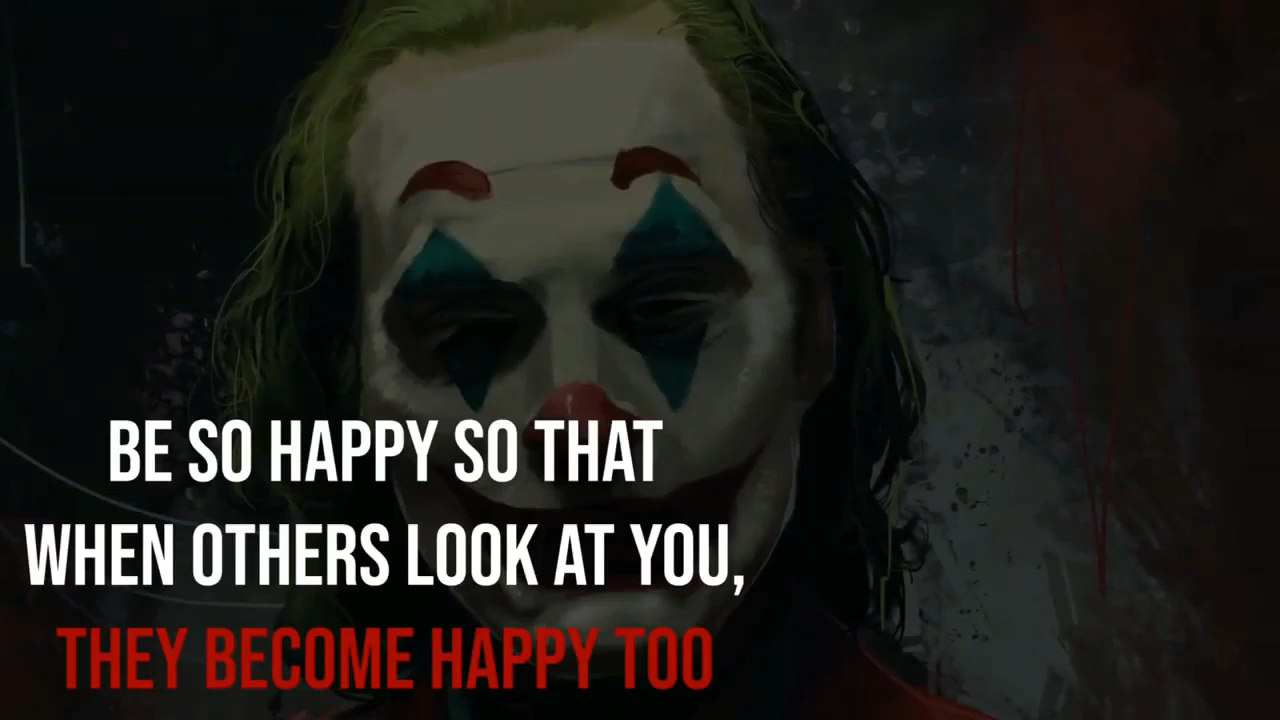 BE SO HAPPY SO THAT
WHEN OTHERS LOOK AT YOU,
THEY BECOME HAPPY TOO